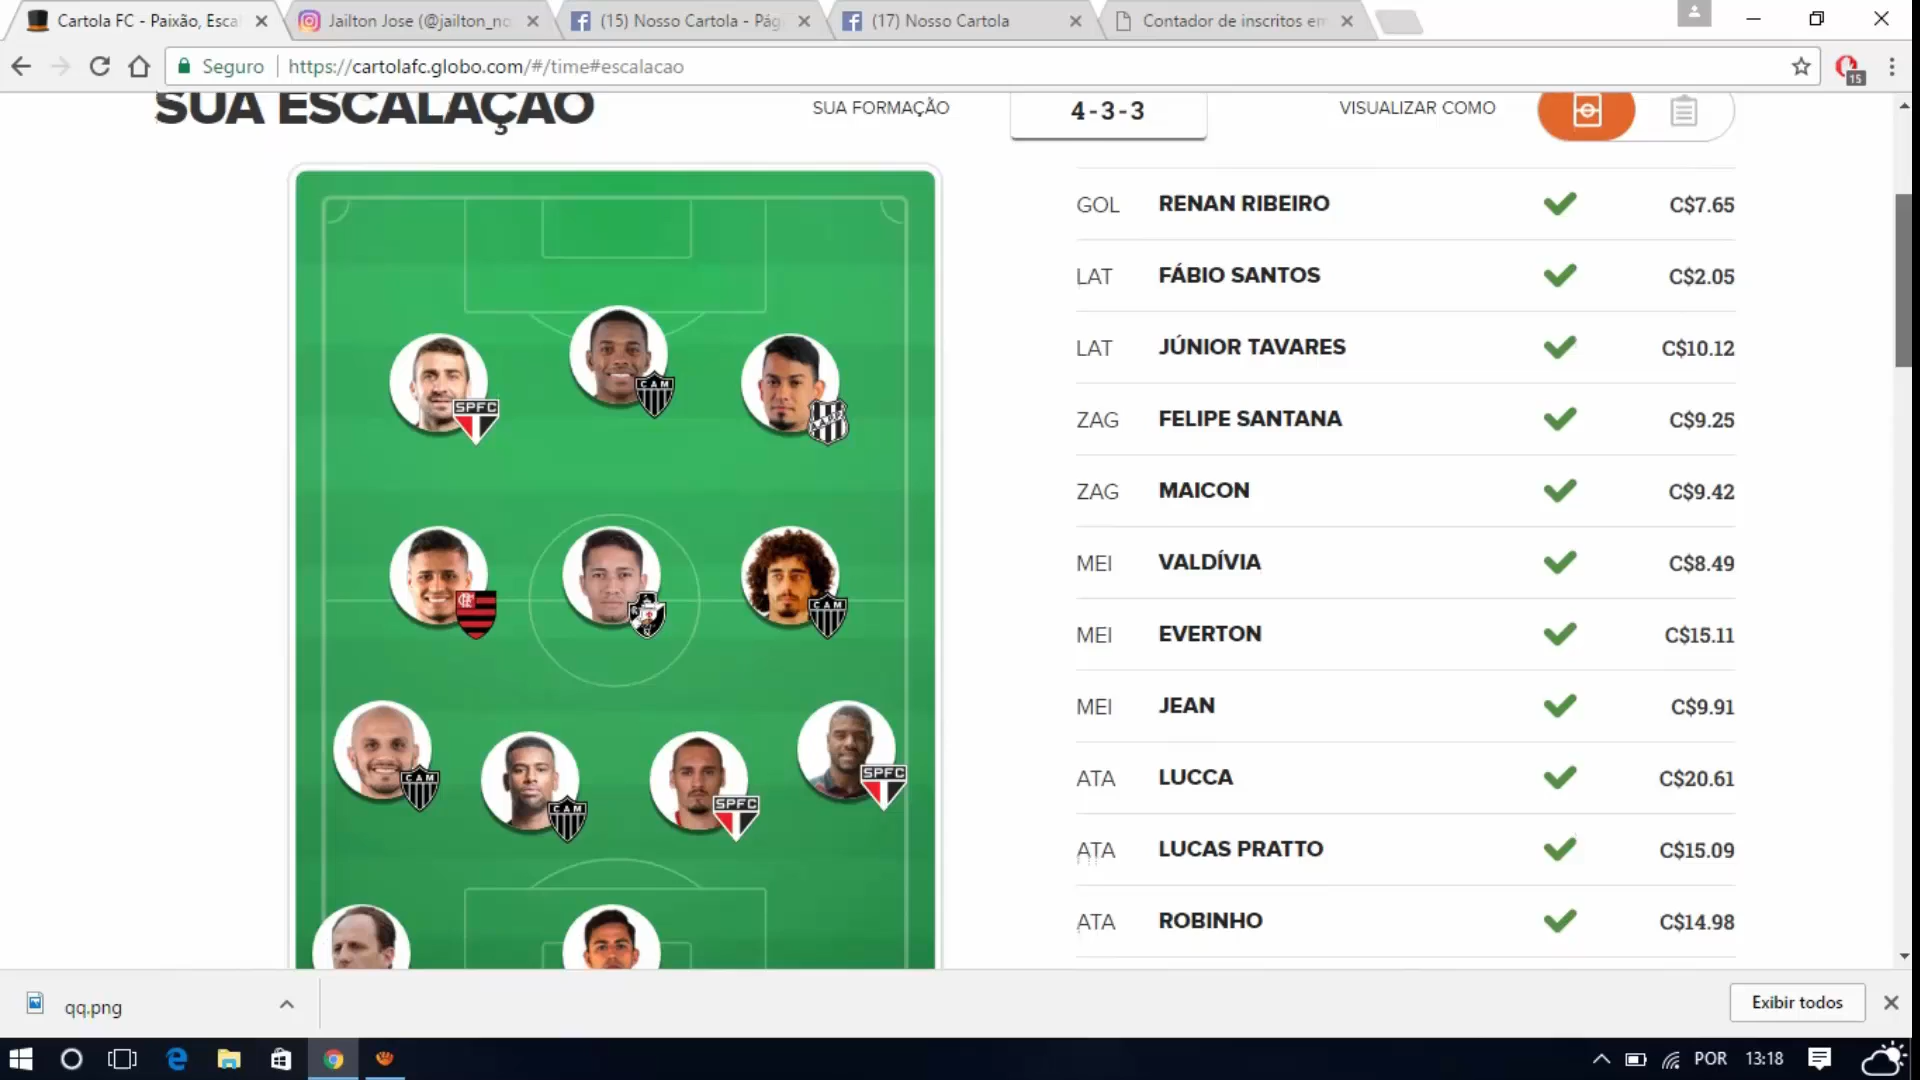 Cartola FC - Paixão, Esca
Jailton Jose (@jailton_no
(15) Nosso Cartola - Pág
(17) Nosso Cartola
Contador de inscritos em
Seguro
https://cartolafc.globo.com/#/time#escalacao
15
SUA ESCALAÇÃO
SUA FORMAÇÃO
4-3-3
VISUALIZAR COMO
GOL RENAN RIBEIRO C$7.65
LAT FÁBIO SANTOS C$2.05
LAT JÚNIOR TAVARES C$10.12
ZAG FELIPE SANTANA C$9.25
ZAG MAICON C$9.42
MEI VALDÍVIA C$8.49
MEI EVERTON C$15.11
MEI JEAN C$9.91
ATA LUCCA C$20.61
ATA LUCAS PRATTO C$15.09
ATA ROBINHO C$14.98
CAM
SPFC
CAM
CAM
CAM
SPFC
SPFC
qq.png
Exibir todos
POR
13:18